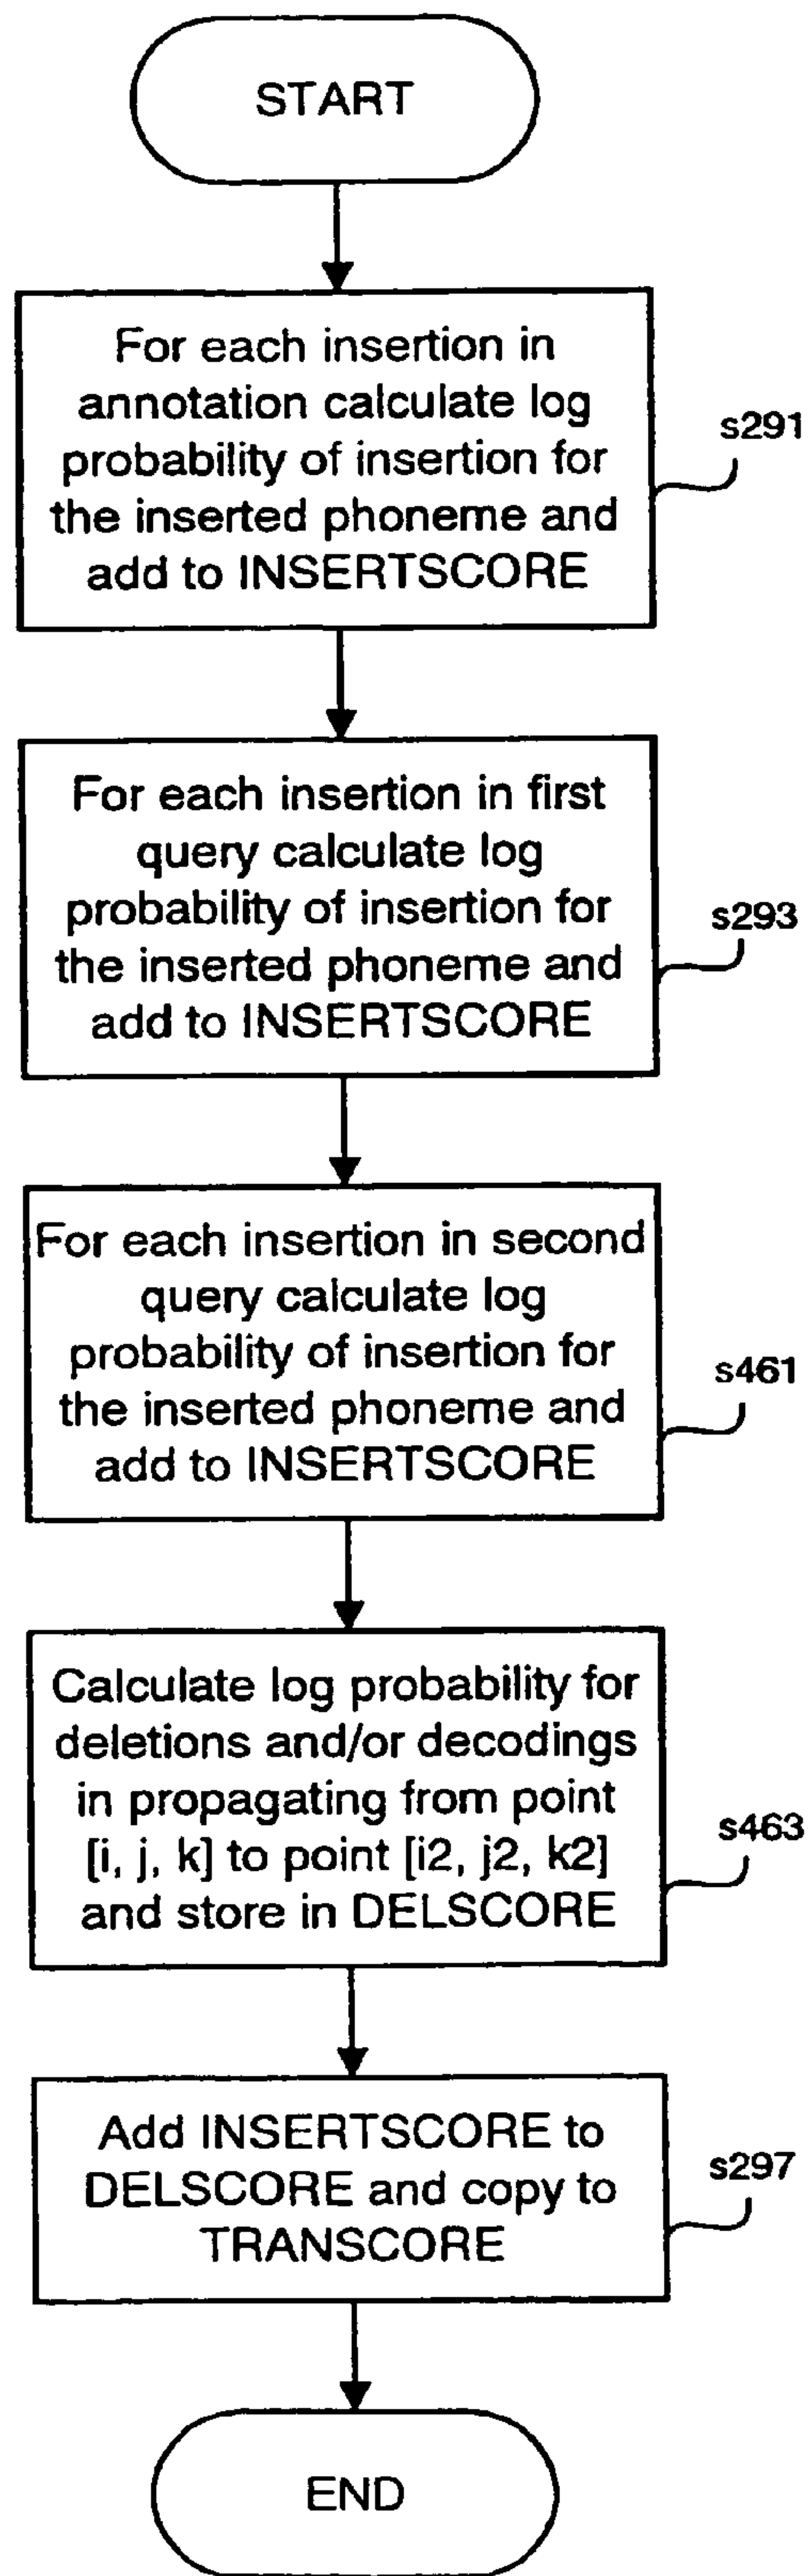 START
For each insertion in
annotation calculate log
probability of insertion for
the inserted phoneme and
add to INSERTSCORE
s291
For each insertion in first
query calculate log
probability of insertion for
the inserted phoneme and
add to INSERTSCORE
s293
For each insertion in second
query calculate log
probability of insertion for
the inserted phoneme and
add to INSERTSCORE
s461
Calculate log probability for
deletions and/or decodings
in propagating from point
[i, j, k] to point [i2, j2, k2]
and store in DELSCORE
s463
Add INSERTSCORE to
DELSCORE and copy to
TRANSCORE
s297
END